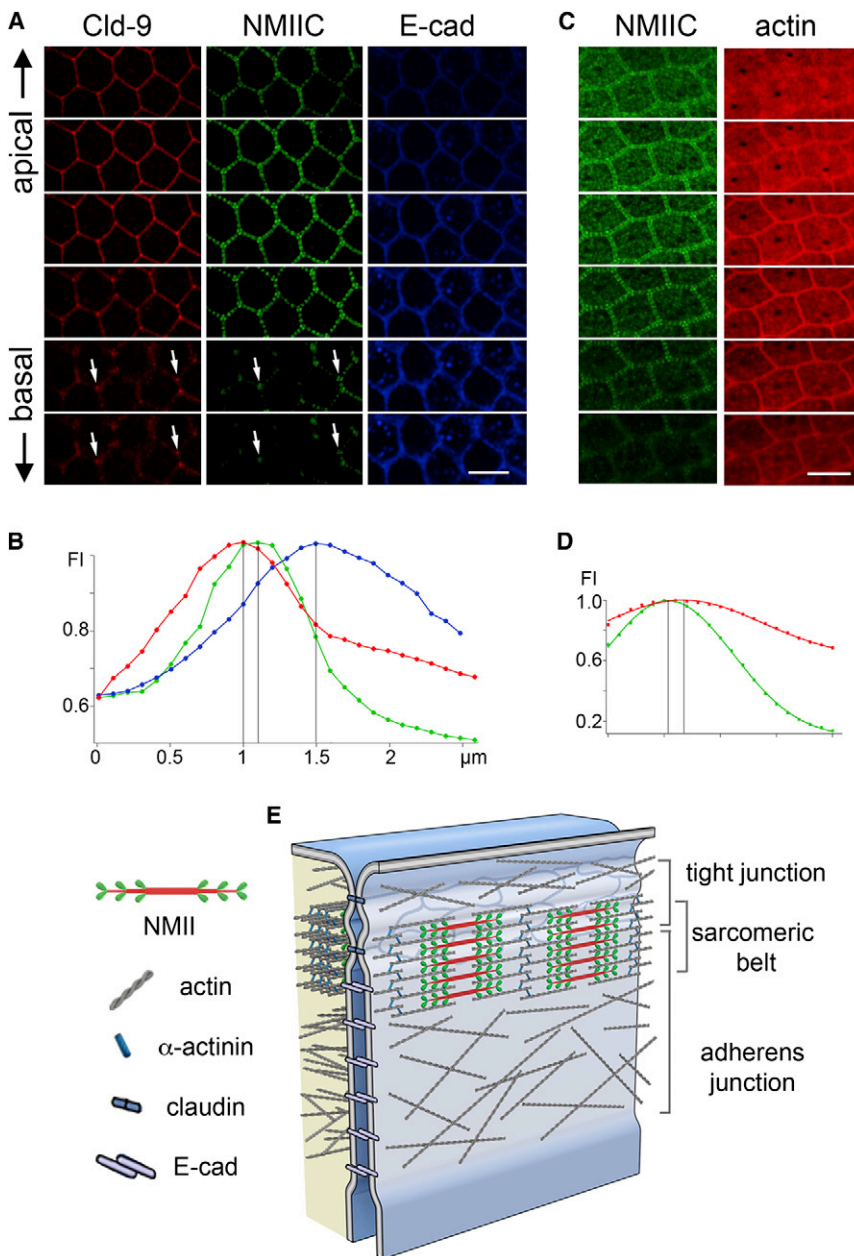 A
Cld-9 NMIIC E-cad
apical
basal
C
NMIIC actin
B
FI
0.8
0.6
0 0.5 1 1.5 2 µm
D
FI
1.0
0.6
0.2
E
NMII
actin
α-actinin
claudin
E-cad
tight junction
sarcomeric
belt
adherens
junction